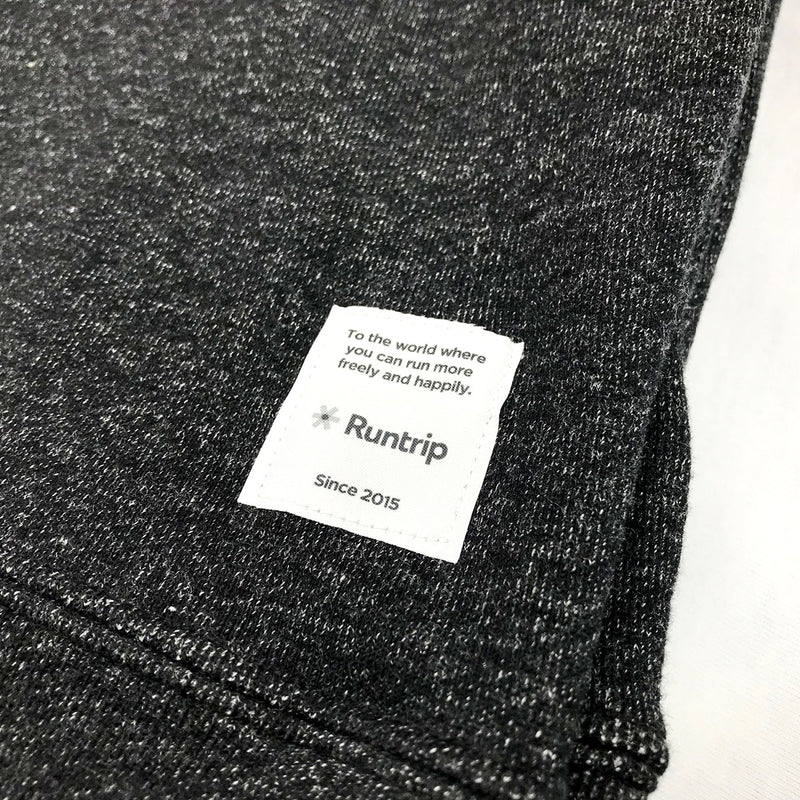 To the world where
you can run more
freely and happily.
Runtrip
Since 2015